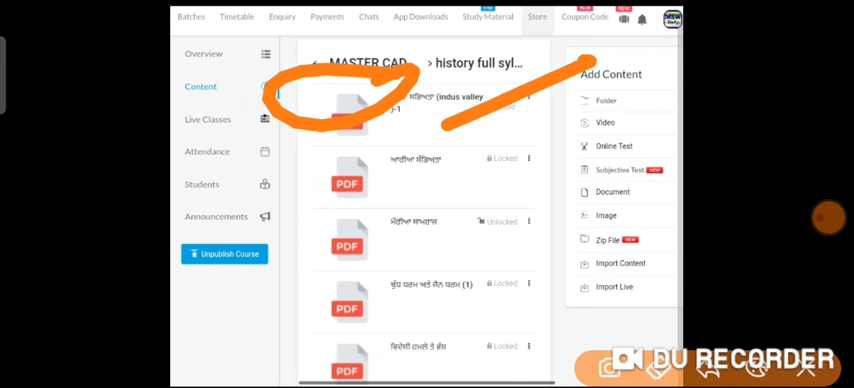 Batches Timetable Enquiry Payments Chats App Downloads Study Material Store Coupon Code
NEW
NEW
Overview
Content
Live Classes
Attendance
Students
Announcements
Unpublish Course
MASTER CAD > history full syl...
(indus valley
)-1
PDF
ਆਰੀਆ ਸੱਭਿਅਤਾ
Locked
PDF
ਮੌਰੀਆ ਸਾਮਰਾਜ
Unlocked
PDF
ਬੁੱਧ ਧਰਮ ਅਤੇ ਜੈਨ ਧਰਮ (1)
Locked
PDF
ਵਿਦੇਸ਼ੀ ਹਮਲੇ ਤੇ ਵੰਸ਼
Locked
PDF
Add Content
Folder
Video
Online Test
Subjective Test NEW
Document
Image
Zip File NEW
Import Content
Import Live
DU RECORDER